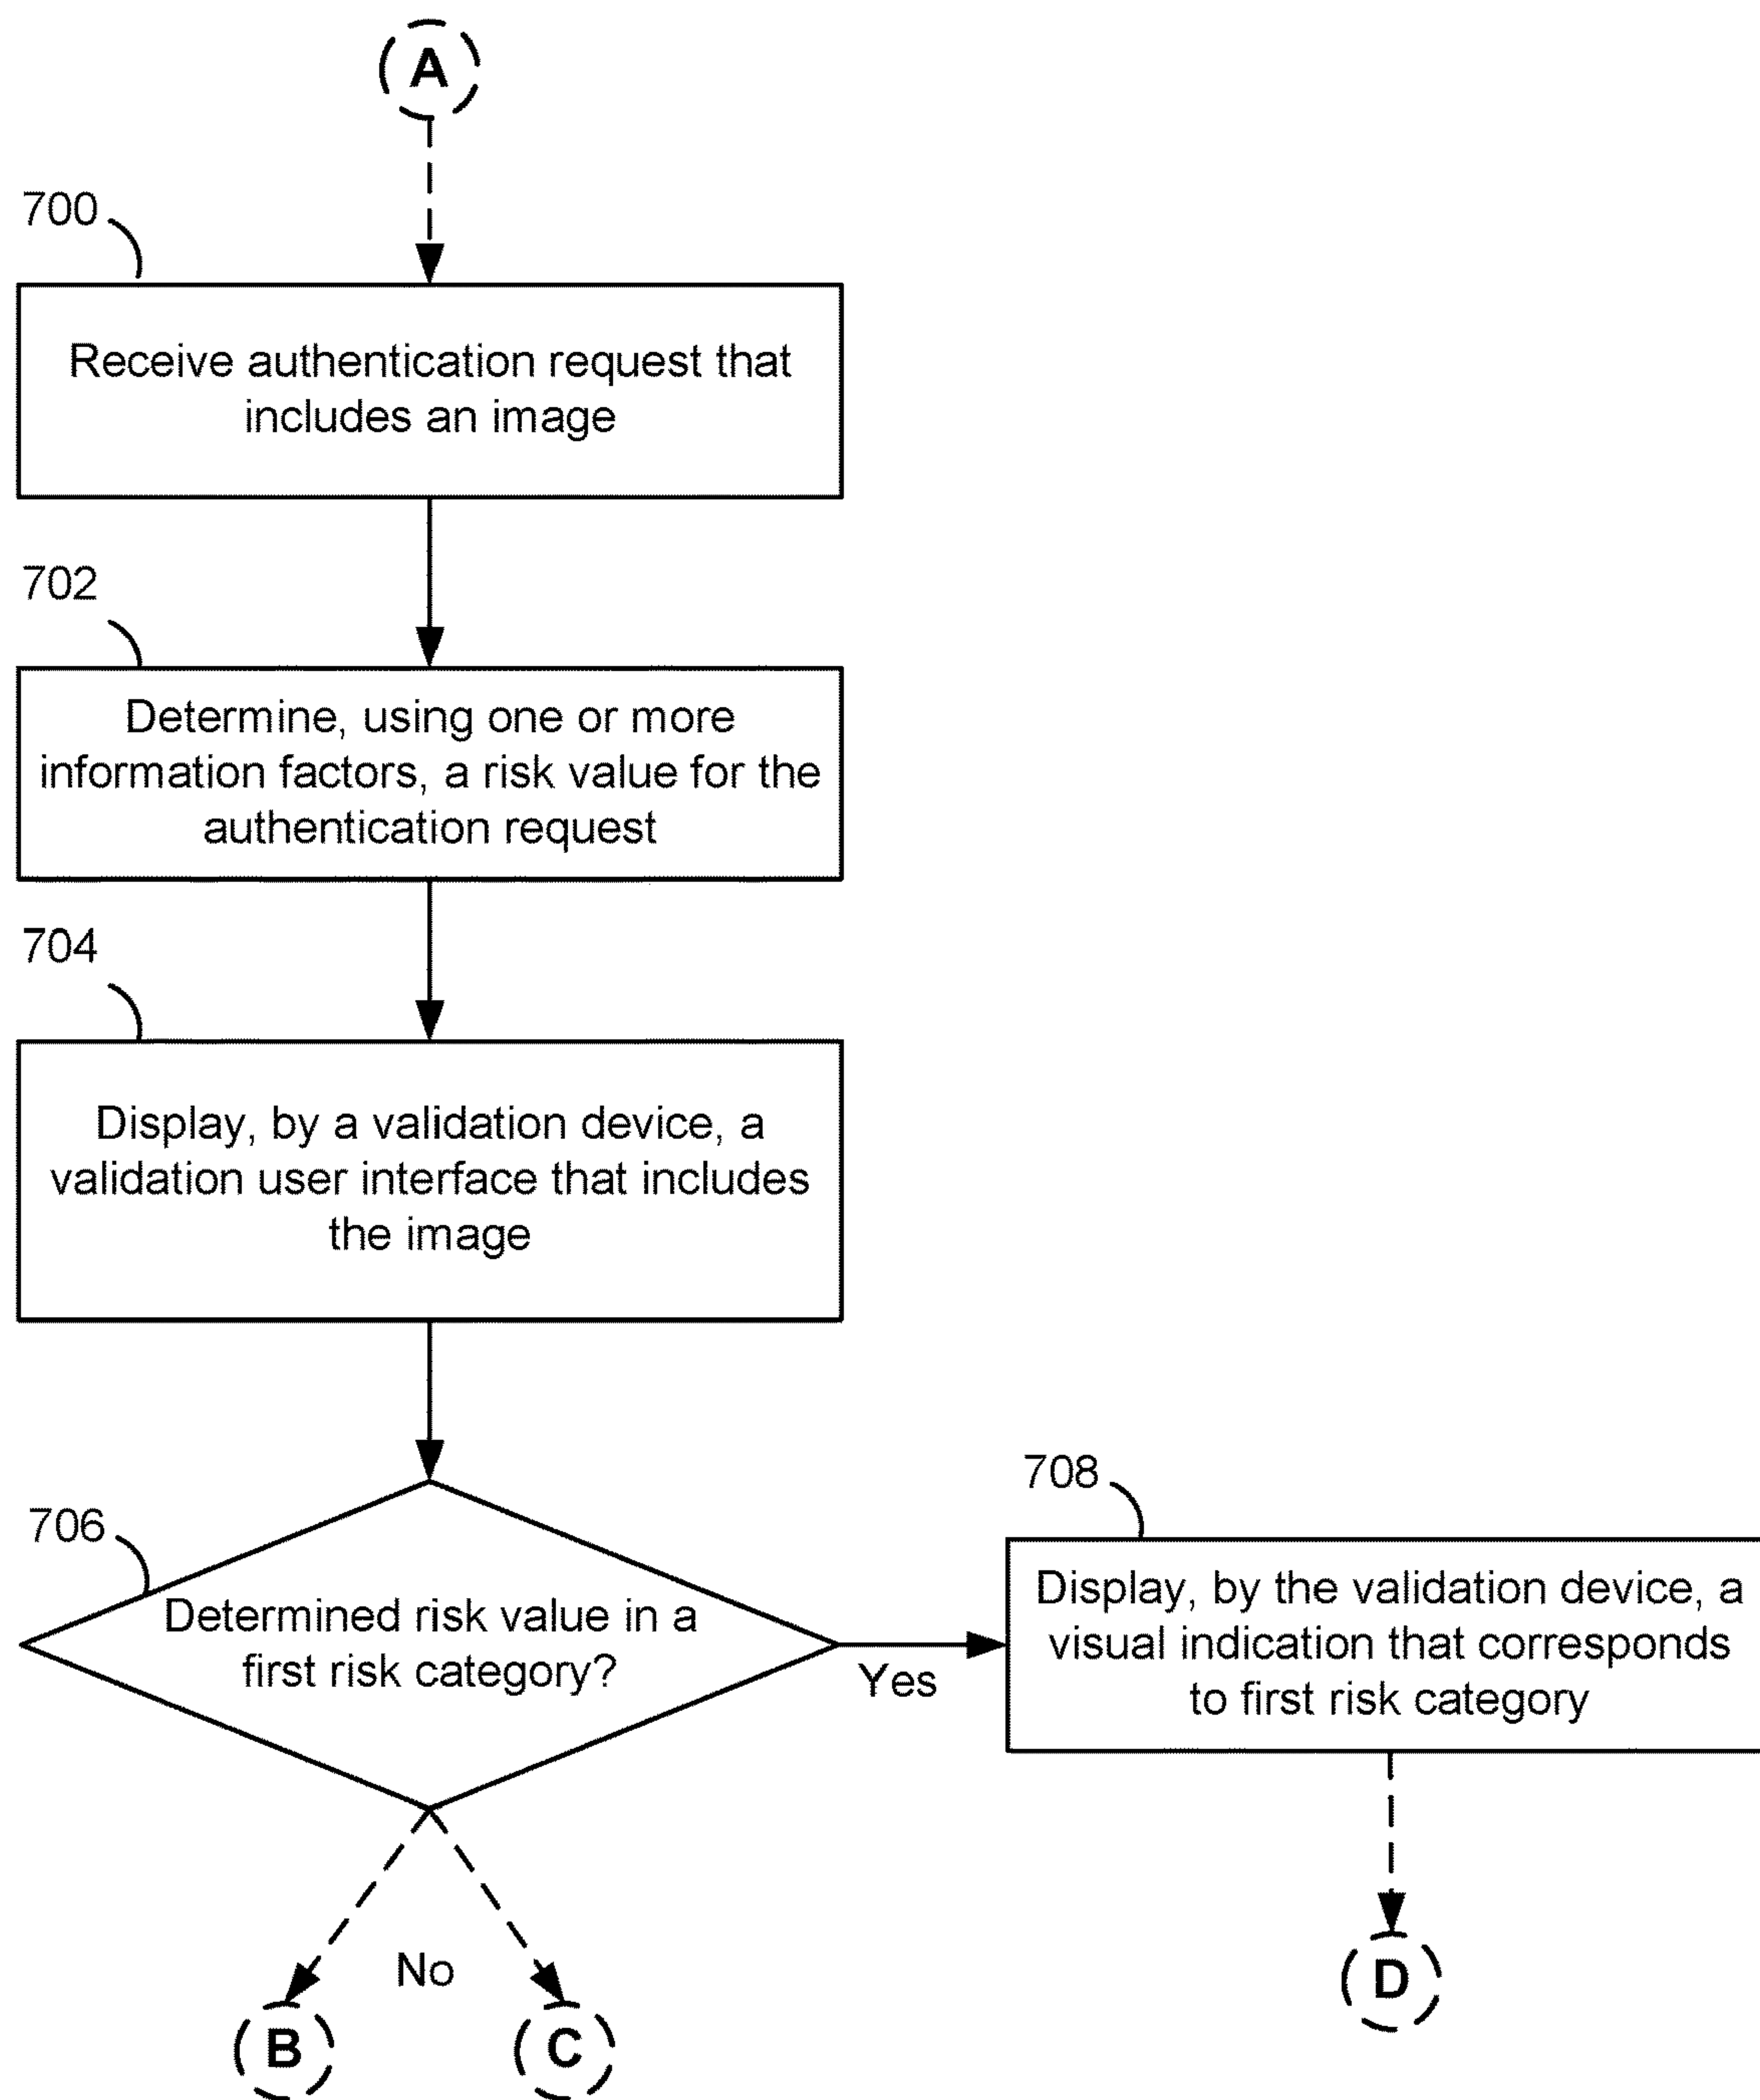 A
700
Receive authentication request that
includes an image
702
Determine, using one or more
information factors, a risk value for the
authentication request
704
Display, by a validation device, a
validation user interface that includes
the image
706
Determined risk value in a
first risk category?
Yes
708
Display, by the validation device, a
visual indication that corresponds
to first risk category
No
B
C
D